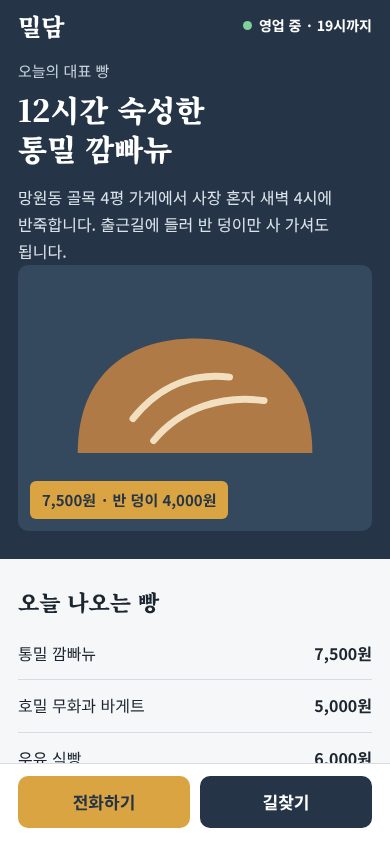 밀담
영업 중 · 19시까지
오늘의 대표 빵
12시간 숙성한
통밀 깜빠뉴
망원동 골목 4평 가게에서 사장 혼자 새벽 4시에
반죽합니다. 출근길에 들러 반 덩이만 사 가셔도
됩니다.
7,500원 · 반 덩이 4,000원
오늘 나오는 빵
통밀 깜빠뉴 7,500원
호밀 무화과 바게트 5,000원
우유 식빵 6,000원
전화하기 길찾기